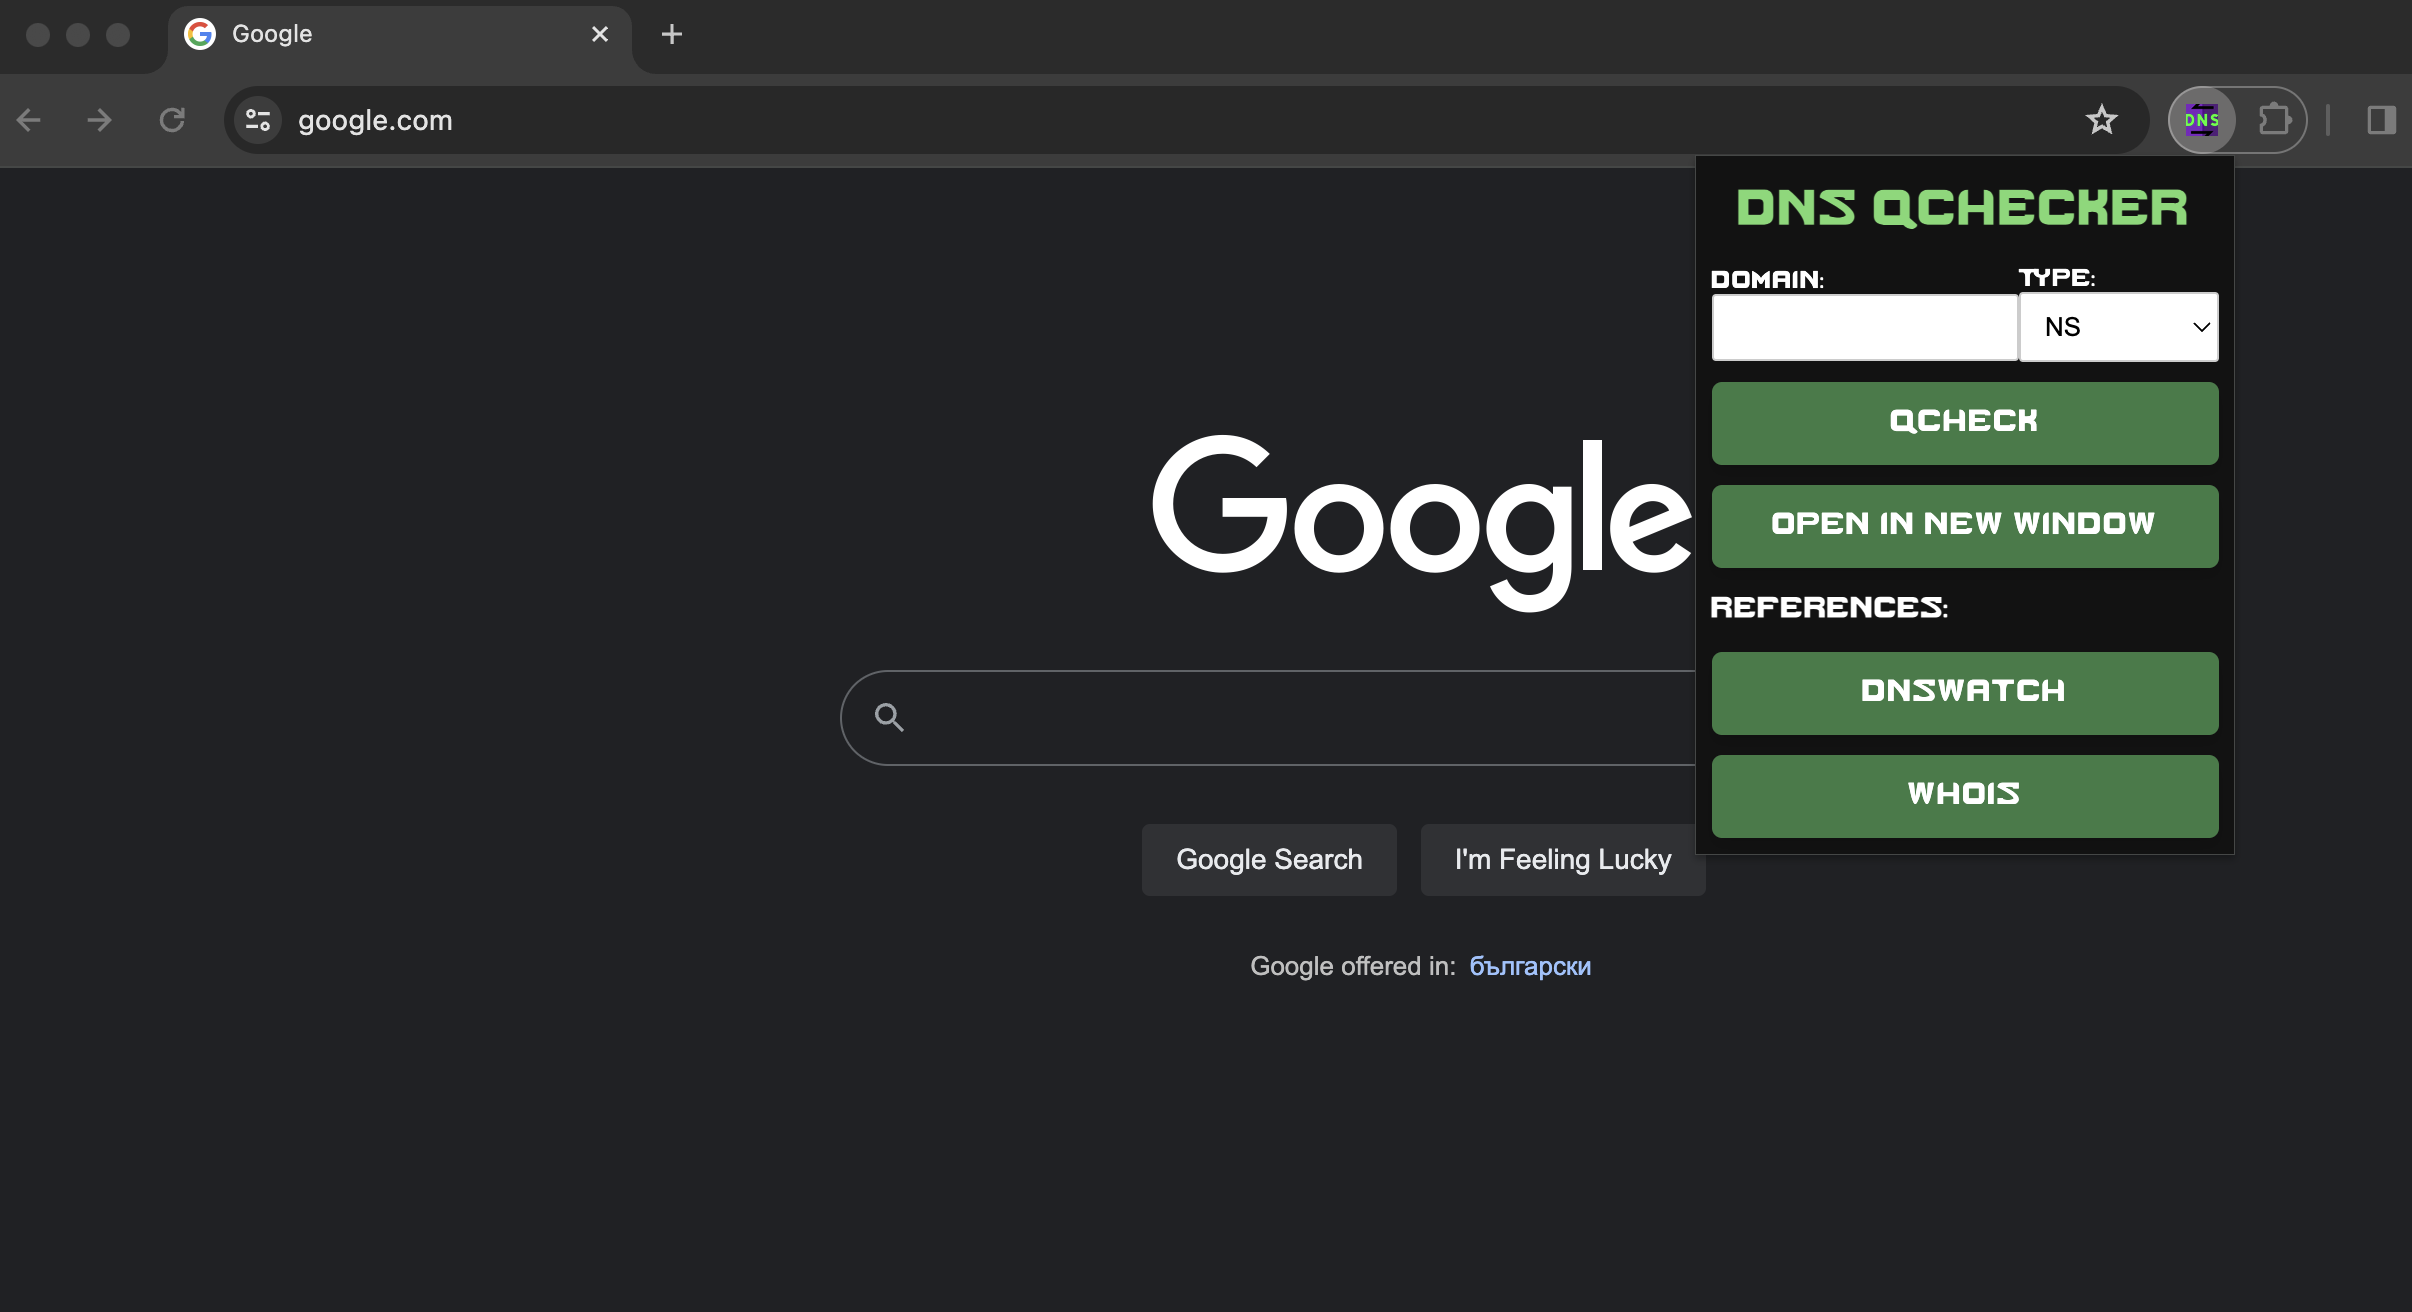 Google
google.com
DNS
DNS QCHECKER
DOMAIN:
TYPE:
NS
QCHECK
OPEN IN NEW WINDOW
REFERENCES:
DNSWATCH
WHOIS
Google
Google Search
I'm Feeling Lucky
Google offered in: български